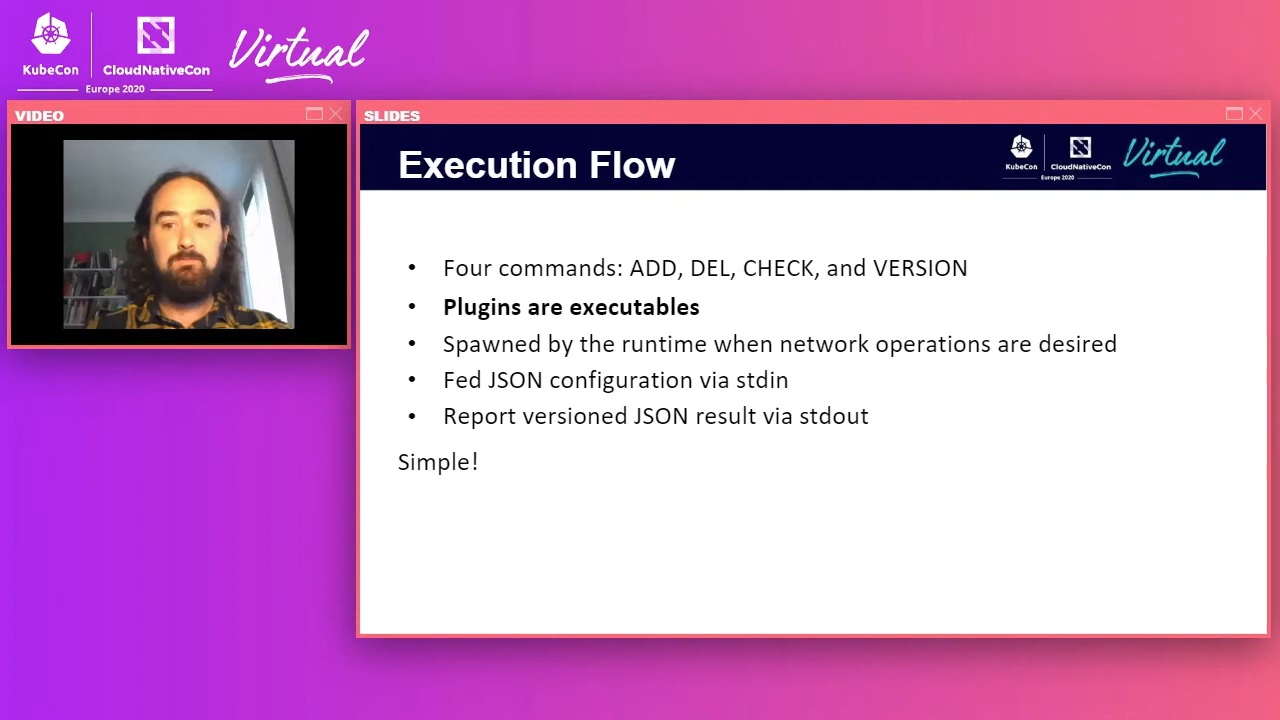 KubeCon
CloudNativeCon
Europe 2020
Virtual
VIDEO
SLIDES
Execution Flow
KubeCon
CloudNativeCon
Europe 2020
Virtual
• Four commands: ADD, DEL, CHECK, and VERSION
• Plugins are executables
• Spawned by the runtime when network operations are desired
• Fed JSON configuration via stdin
• Report versioned JSON result via stdout
Simple!